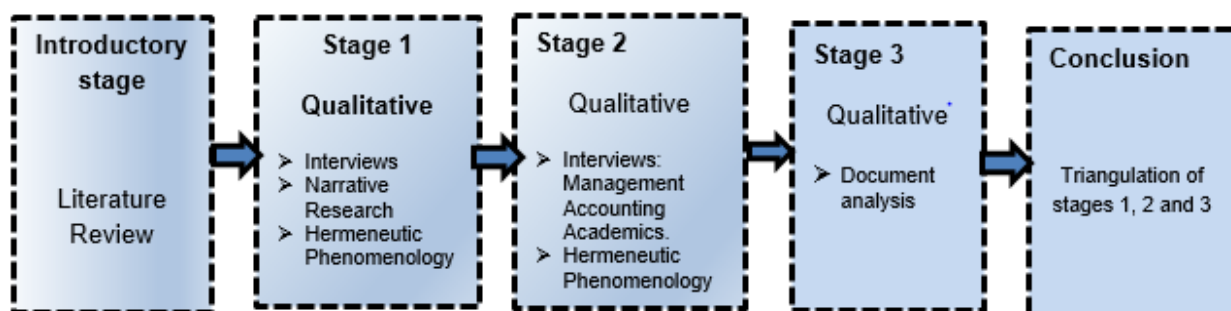 Introductory
stage
Literature
Review
Stage 1
Qualitative
➢ Interviews
➢ Narrative
Research
➢ Hermeneutic
Phenomenology
Stage 2
Qualitative
➢ Interviews:
Management
Accounting
Academics.
➢ Hermeneutic
Phenomenology
Stage 3
Qualitative
➢ Document
analysis
Conclusion
Triangulation of
stages 1, 2 and 3